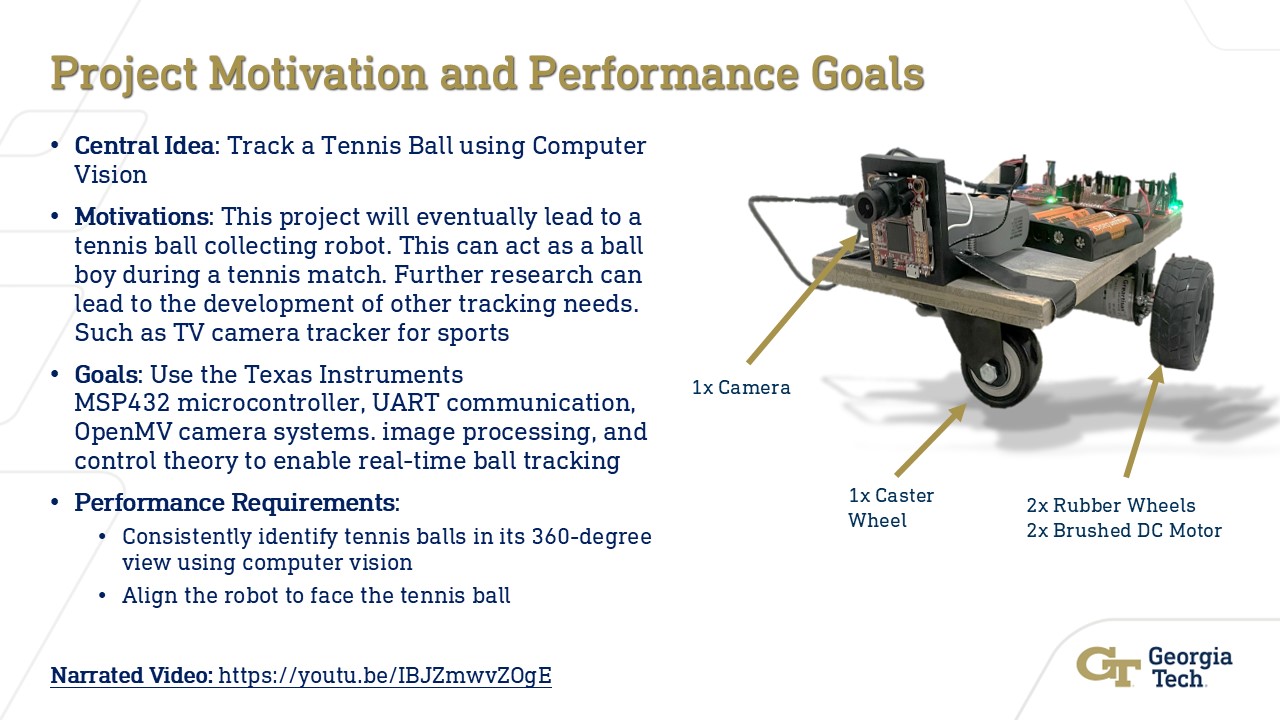 Project Motivation and Performance Goals
• Central Idea: Track a Tennis Ball using Computer
Vision
• Motivations: This project will eventually lead to a
tennis ball collecting robot. This can act as a ball
boy during a tennis match. Further research can
lead to the development of other tracking needs.
Such as TV camera tracker for sports
• Goals: Use the Texas Instruments
MSP432 microcontroller, UART communication,
OpenMV camera systems. image processing, and
control theory to enable real-time ball tracking
• Performance Requirements:
• Consistently identify tennis balls in its 360-degree
view using computer vision
• Align the robot to face the tennis ball
Narrated Video: https://youtu.be/IBJZmwvZOgE
1x Camera
1x Caster
Wheel
2x Rubber Wheels
2x Brushed DC Motor
GT Georgia
Tech